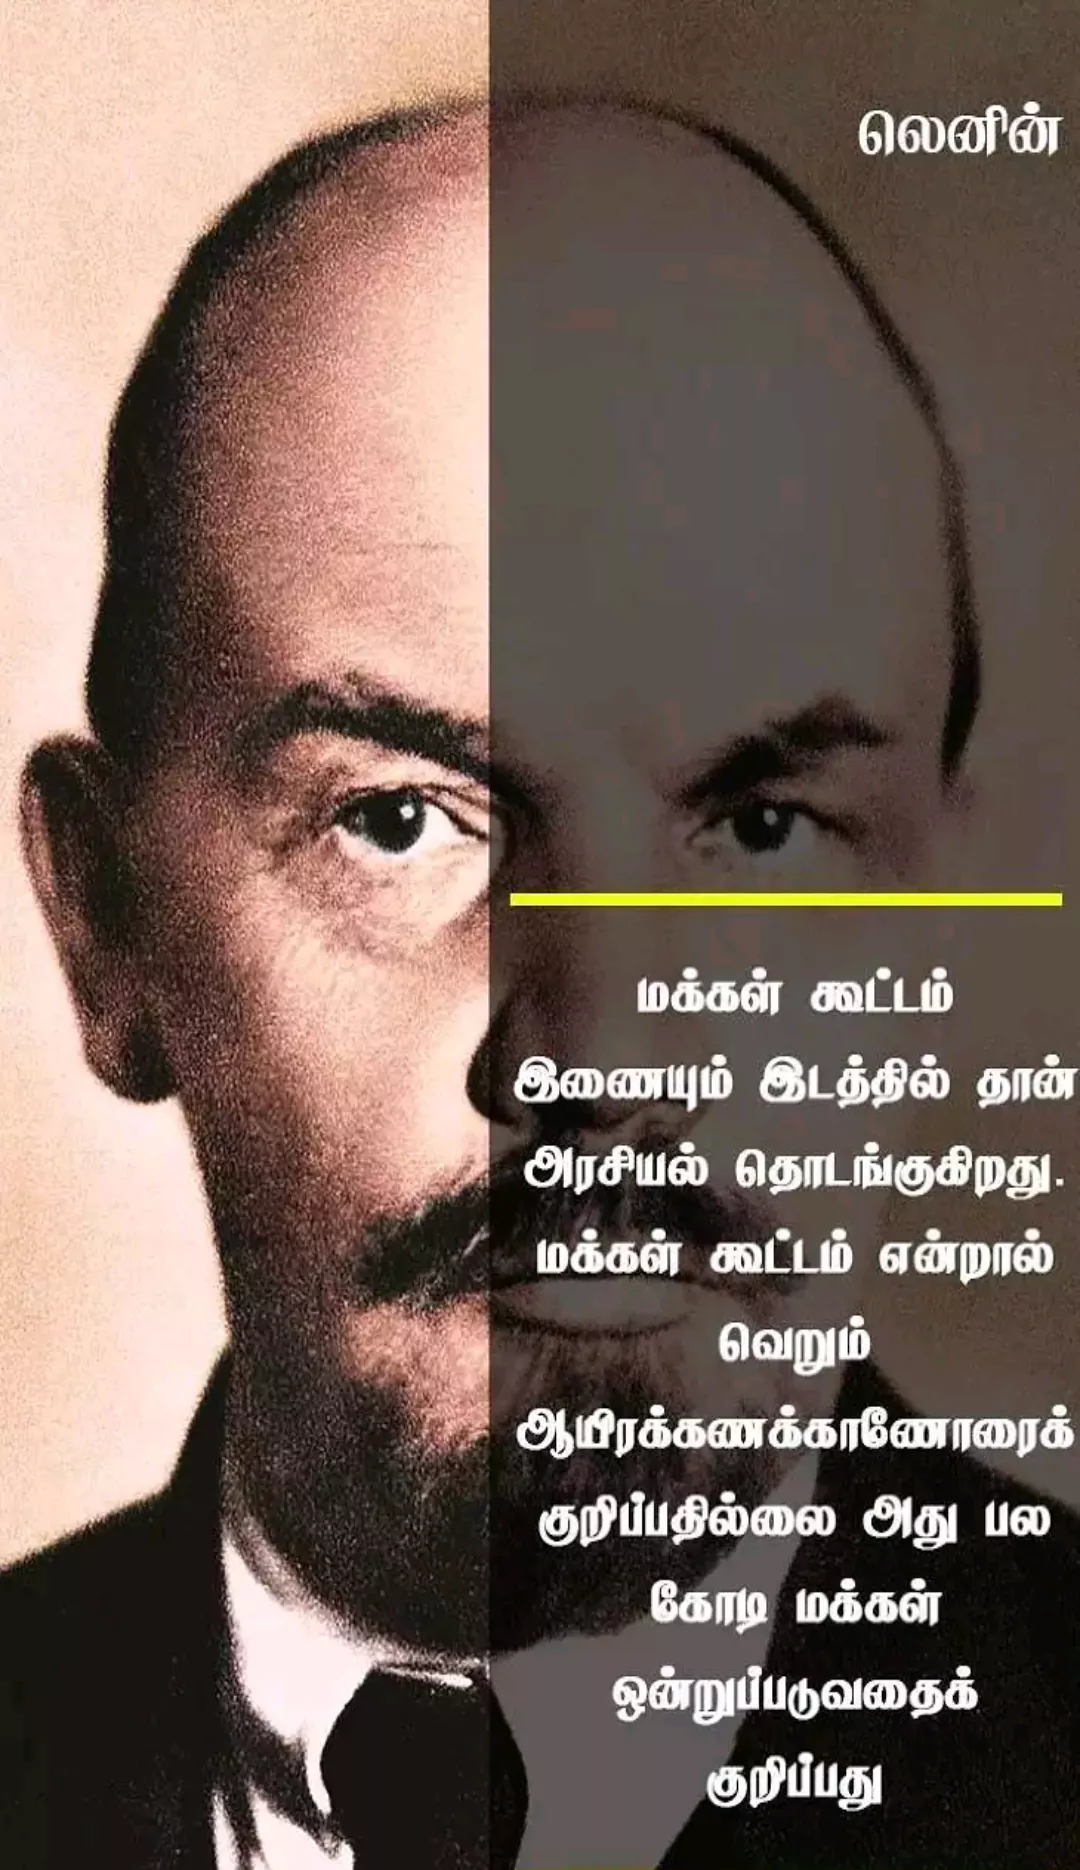 லெனின்
மக்கள் கூட்டம்
இணையும் இடத்தில் தான்
அரசியல் தொடங்குகிறது.
மக்கள் கூட்டம் என்றால்
வெறும்
ஆயிரக்கணக்காணோரைக்
குறிப்பதில்லை அது பல
கோடி மக்கள்
ஒன்றுப்படுவதைக்
குறிப்பது